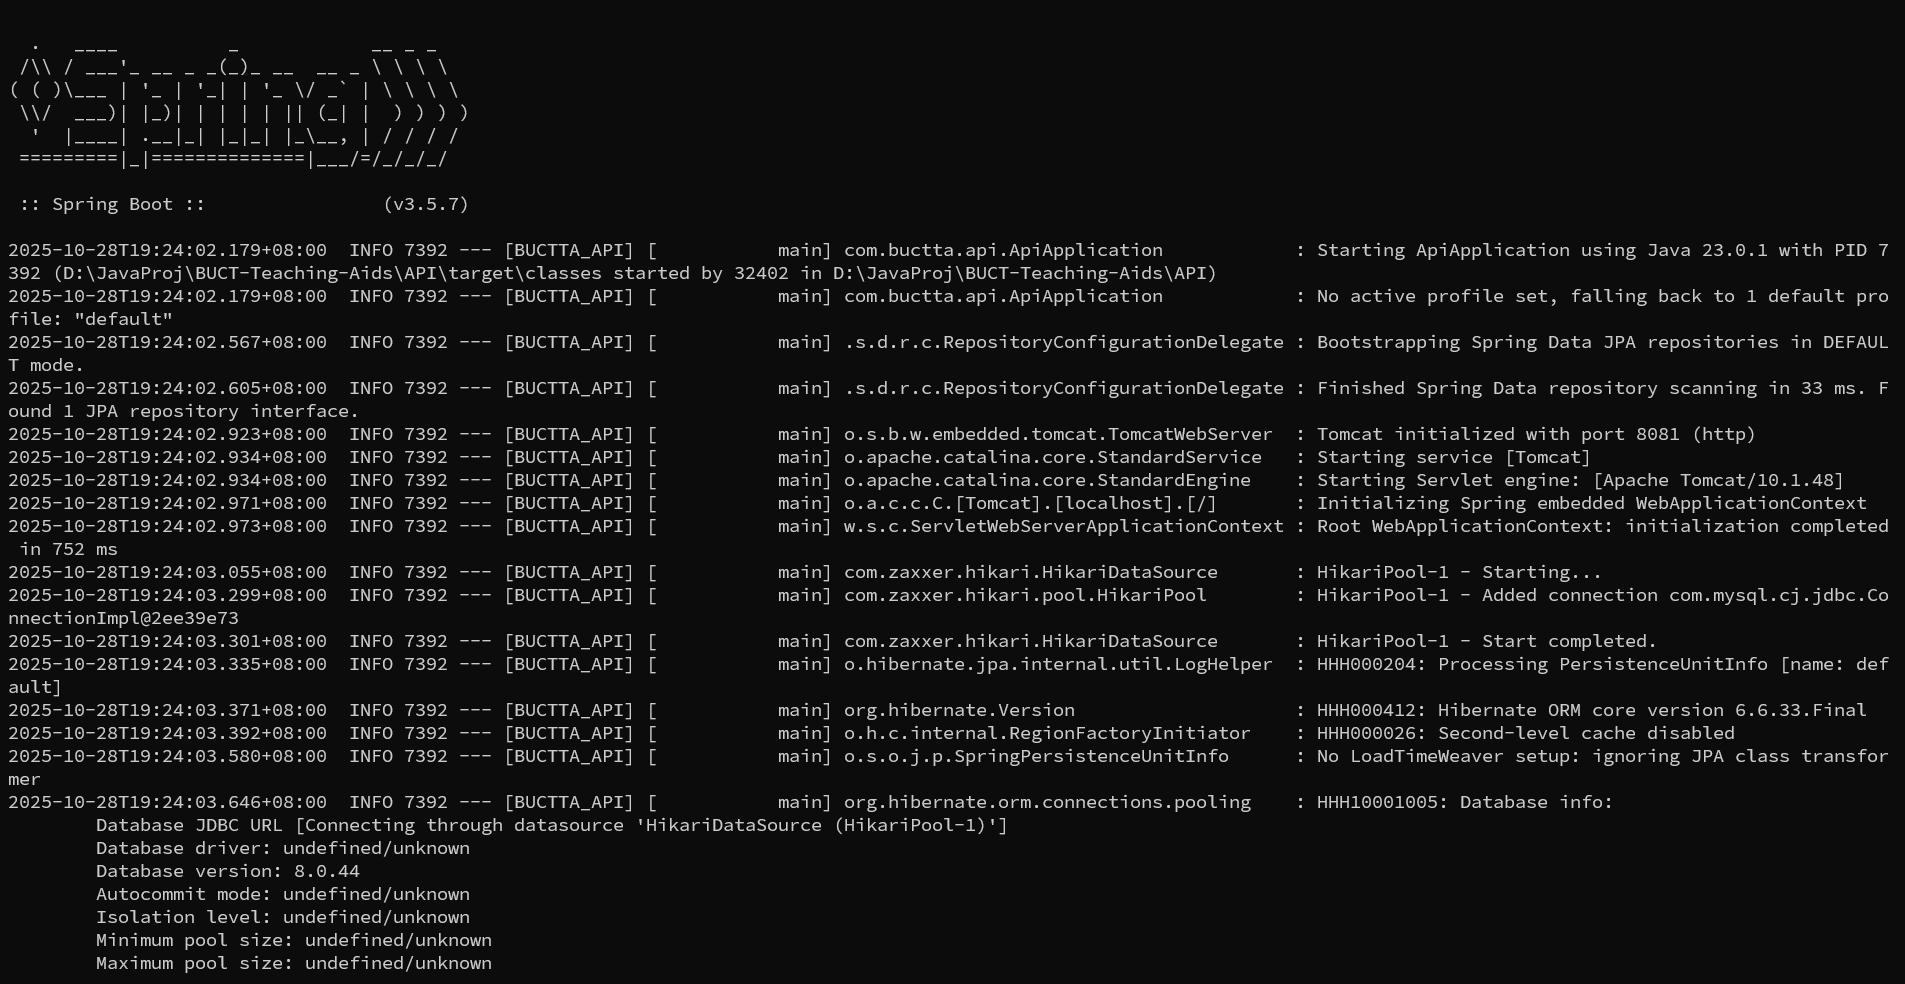 .   ____          _            __ _ _
 /\\ / ___'_ __ _ _(_)_ __  __ _ \ \ \ \
( ( )\___ | '_ | '_| | '_ \/ _` | \ \ \ \
 \\/  ___)| |_)| | | | | || (_| |  ) ) ) )
  '  |____| .__|_| |_|_| |_\__, | / / / /
 =========|_|==============|___/=/_/_/_/

 :: Spring Boot ::                (v3.5.7)

2025-10-28T19:24:02.179+08:00  INFO 7392 --- [BUCTTA_API] [           main] com.buctta.api.ApiApplication            : Starting ApiApplication using Java 23.0.1 with PID 7
392 (D:\JavaProj\BUCT-Teaching-Aids\API\target\classes started by 32402 in D:\JavaProj\BUCT-Teaching-Aids\API)
2025-10-28T19:24:02.179+08:00  INFO 7392 --- [BUCTTA_API] [           main] com.buctta.api.ApiApplication            : No active profile set, falling back to 1 default pro
file: "default"
2025-10-28T19:24:02.567+08:00  INFO 7392 --- [BUCTTA_API] [           main] .s.d.r.c.RepositoryConfigurationDelegate : Bootstrapping Spring Data JPA repositories in DEFAUL
T mode.
2025-10-28T19:24:02.605+08:00  INFO 7392 --- [BUCTTA_API] [           main] .s.d.r.c.RepositoryConfigurationDelegate : Finished Spring Data repository scanning in 33 ms. F
ound 1 JPA repository interface.
2025-10-28T19:24:02.923+08:00  INFO 7392 --- [BUCTTA_API] [           main] o.s.b.w.embedded.tomcat.TomcatWebServer  : Tomcat initialized with port 8081 (http)
2025-10-28T19:24:02.934+08:00  INFO 7392 --- [BUCTTA_API] [           main] o.apache.catalina.core.StandardService   : Starting service [Tomcat]
2025-10-28T19:24:02.934+08:00  INFO 7392 --- [BUCTTA_API] [           main] o.apache.catalina.core.StandardEngine    : Starting Servlet engine: [Apache Tomcat/10.1.48]
2025-10-28T19:24:02.971+08:00  INFO 7392 --- [BUCTTA_API] [           main] o.a.c.c.C.[Tomcat].[localhost].[/]       : Initializing Spring embedded WebApplicationContext
2025-10-28T19:24:02.973+08:00  INFO 7392 --- [BUCTTA_API] [           main] w.s.c.ServletWebServerApplicationContext : Root WebApplicationContext: initialization completed
 in 752 ms
2025-10-28T19:24:03.055+08:00  INFO 7392 --- [BUCTTA_API] [           main] com.zaxxer.hikari.HikariDataSource       : HikariPool-1 - Starting...
2025-10-28T19:24:03.299+08:00  INFO 7392 --- [BUCTTA_API] [           main] com.zaxxer.hikari.pool.HikariPool        : HikariPool-1 - Added connection com.mysql.cj.jdbc.Co
nnectionImpl@2ee39e73
2025-10-28T19:24:03.301+08:00  INFO 7392 --- [BUCTTA_API] [           main] com.zaxxer.hikari.HikariDataSource       : HikariPool-1 - Start completed.
2025-10-28T19:24:03.335+08:00  INFO 7392 --- [BUCTTA_API] [           main] o.hibernate.jpa.internal.util.LogHelper  : HHH000204: Processing PersistenceUnitInfo [name: def
ault]
2025-10-28T19:24:03.371+08:00  INFO 7392 --- [BUCTTA_API] [           main] org.hibernate.Version                    : HHH000412: Hibernate ORM core version 6.6.33.Final
2025-10-28T19:24:03.392+08:00  INFO 7392 --- [BUCTTA_API] [           main] o.h.c.internal.RegionFactoryInitiator    : HHH000026: Second-level cache disabled
2025-10-28T19:24:03.580+08:00  INFO 7392 --- [BUCTTA_API] [           main] o.s.o.j.p.SpringPersistenceUnitInfo      : No LoadTimeWeaver setup: ignoring JPA class transfor
mer
2025-10-28T19:24:03.646+08:00  INFO 7392 --- [BUCTTA_API] [           main] org.hibernate.orm.connections.pooling    : HHH10001005: Database info:
        Database JDBC URL [Connecting through datasource 'HikariDataSource (HikariPool-1)']
        Database driver: undefined/unknown
        Database version: 8.0.44
        Autocommit mode: undefined/unknown
        Isolation level: undefined/unknown
        Minimum pool size: undefined/unknown
        Maximum pool size: undefined/unknown